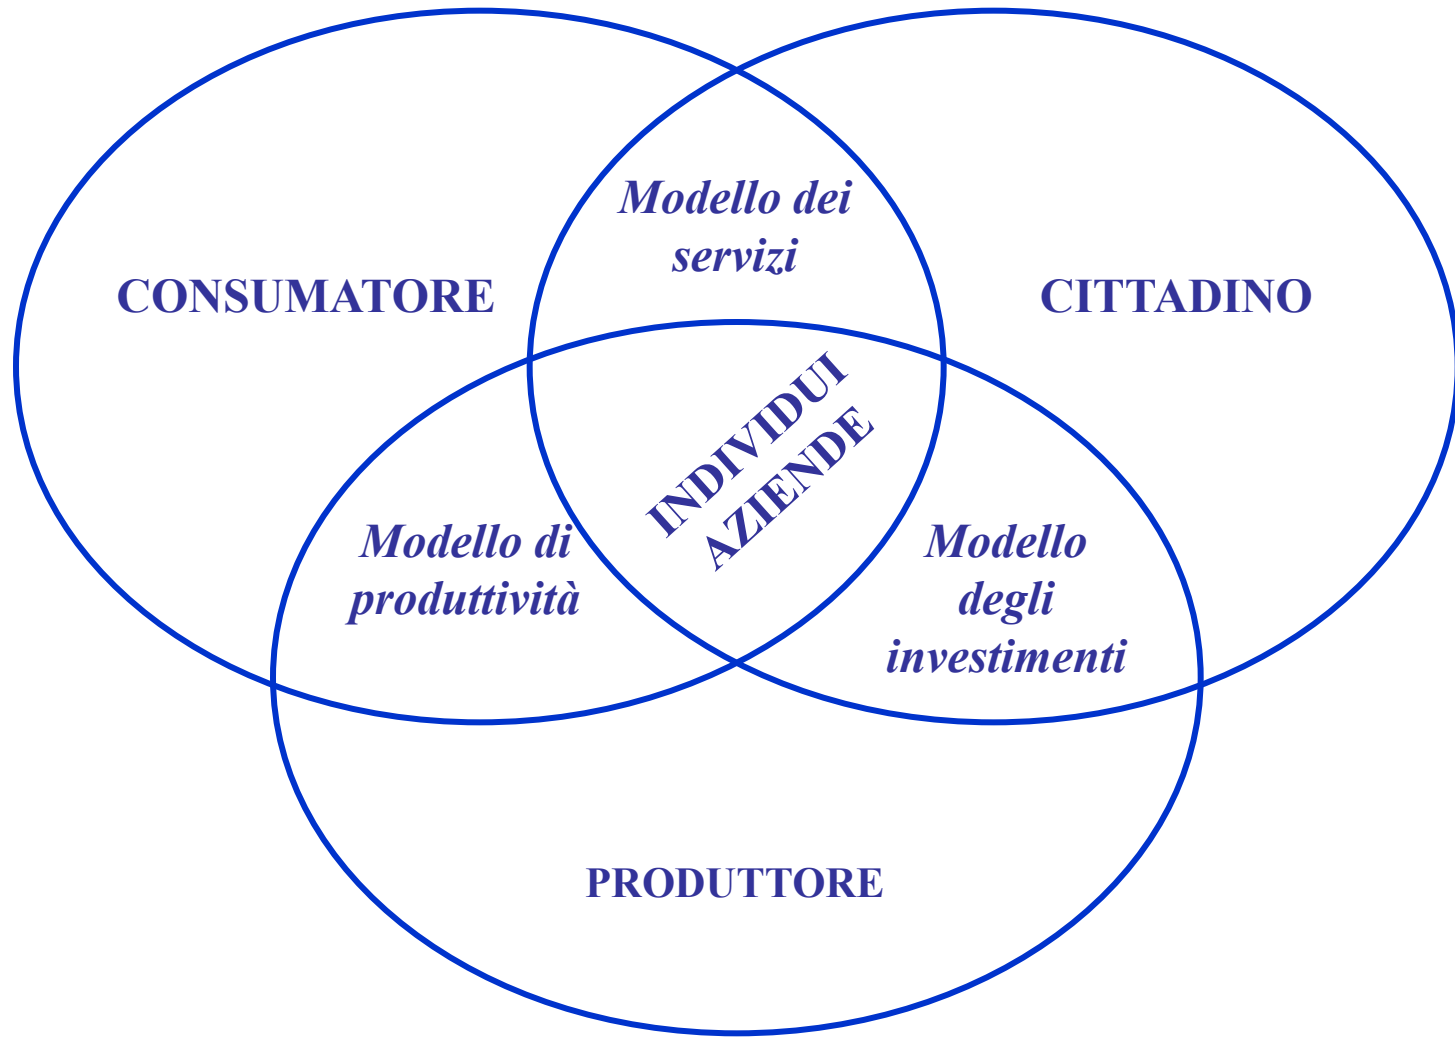 Modello dei
servizi
CONSUMATORE
CITTADINO
INDIVIDUI
AZIENDE
Modello di
produttività
Modello
degli
investimenti
PRODUTTORE